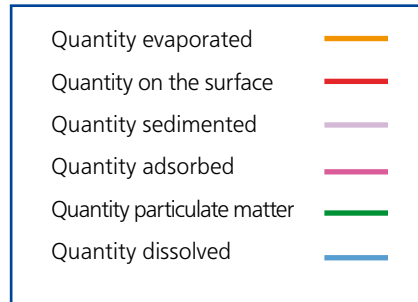 Quantity evaporated
Quantity on the surface
Quantity sedimented
Quantity adsorbed
Quantity particulate matter
Quantity dissolved